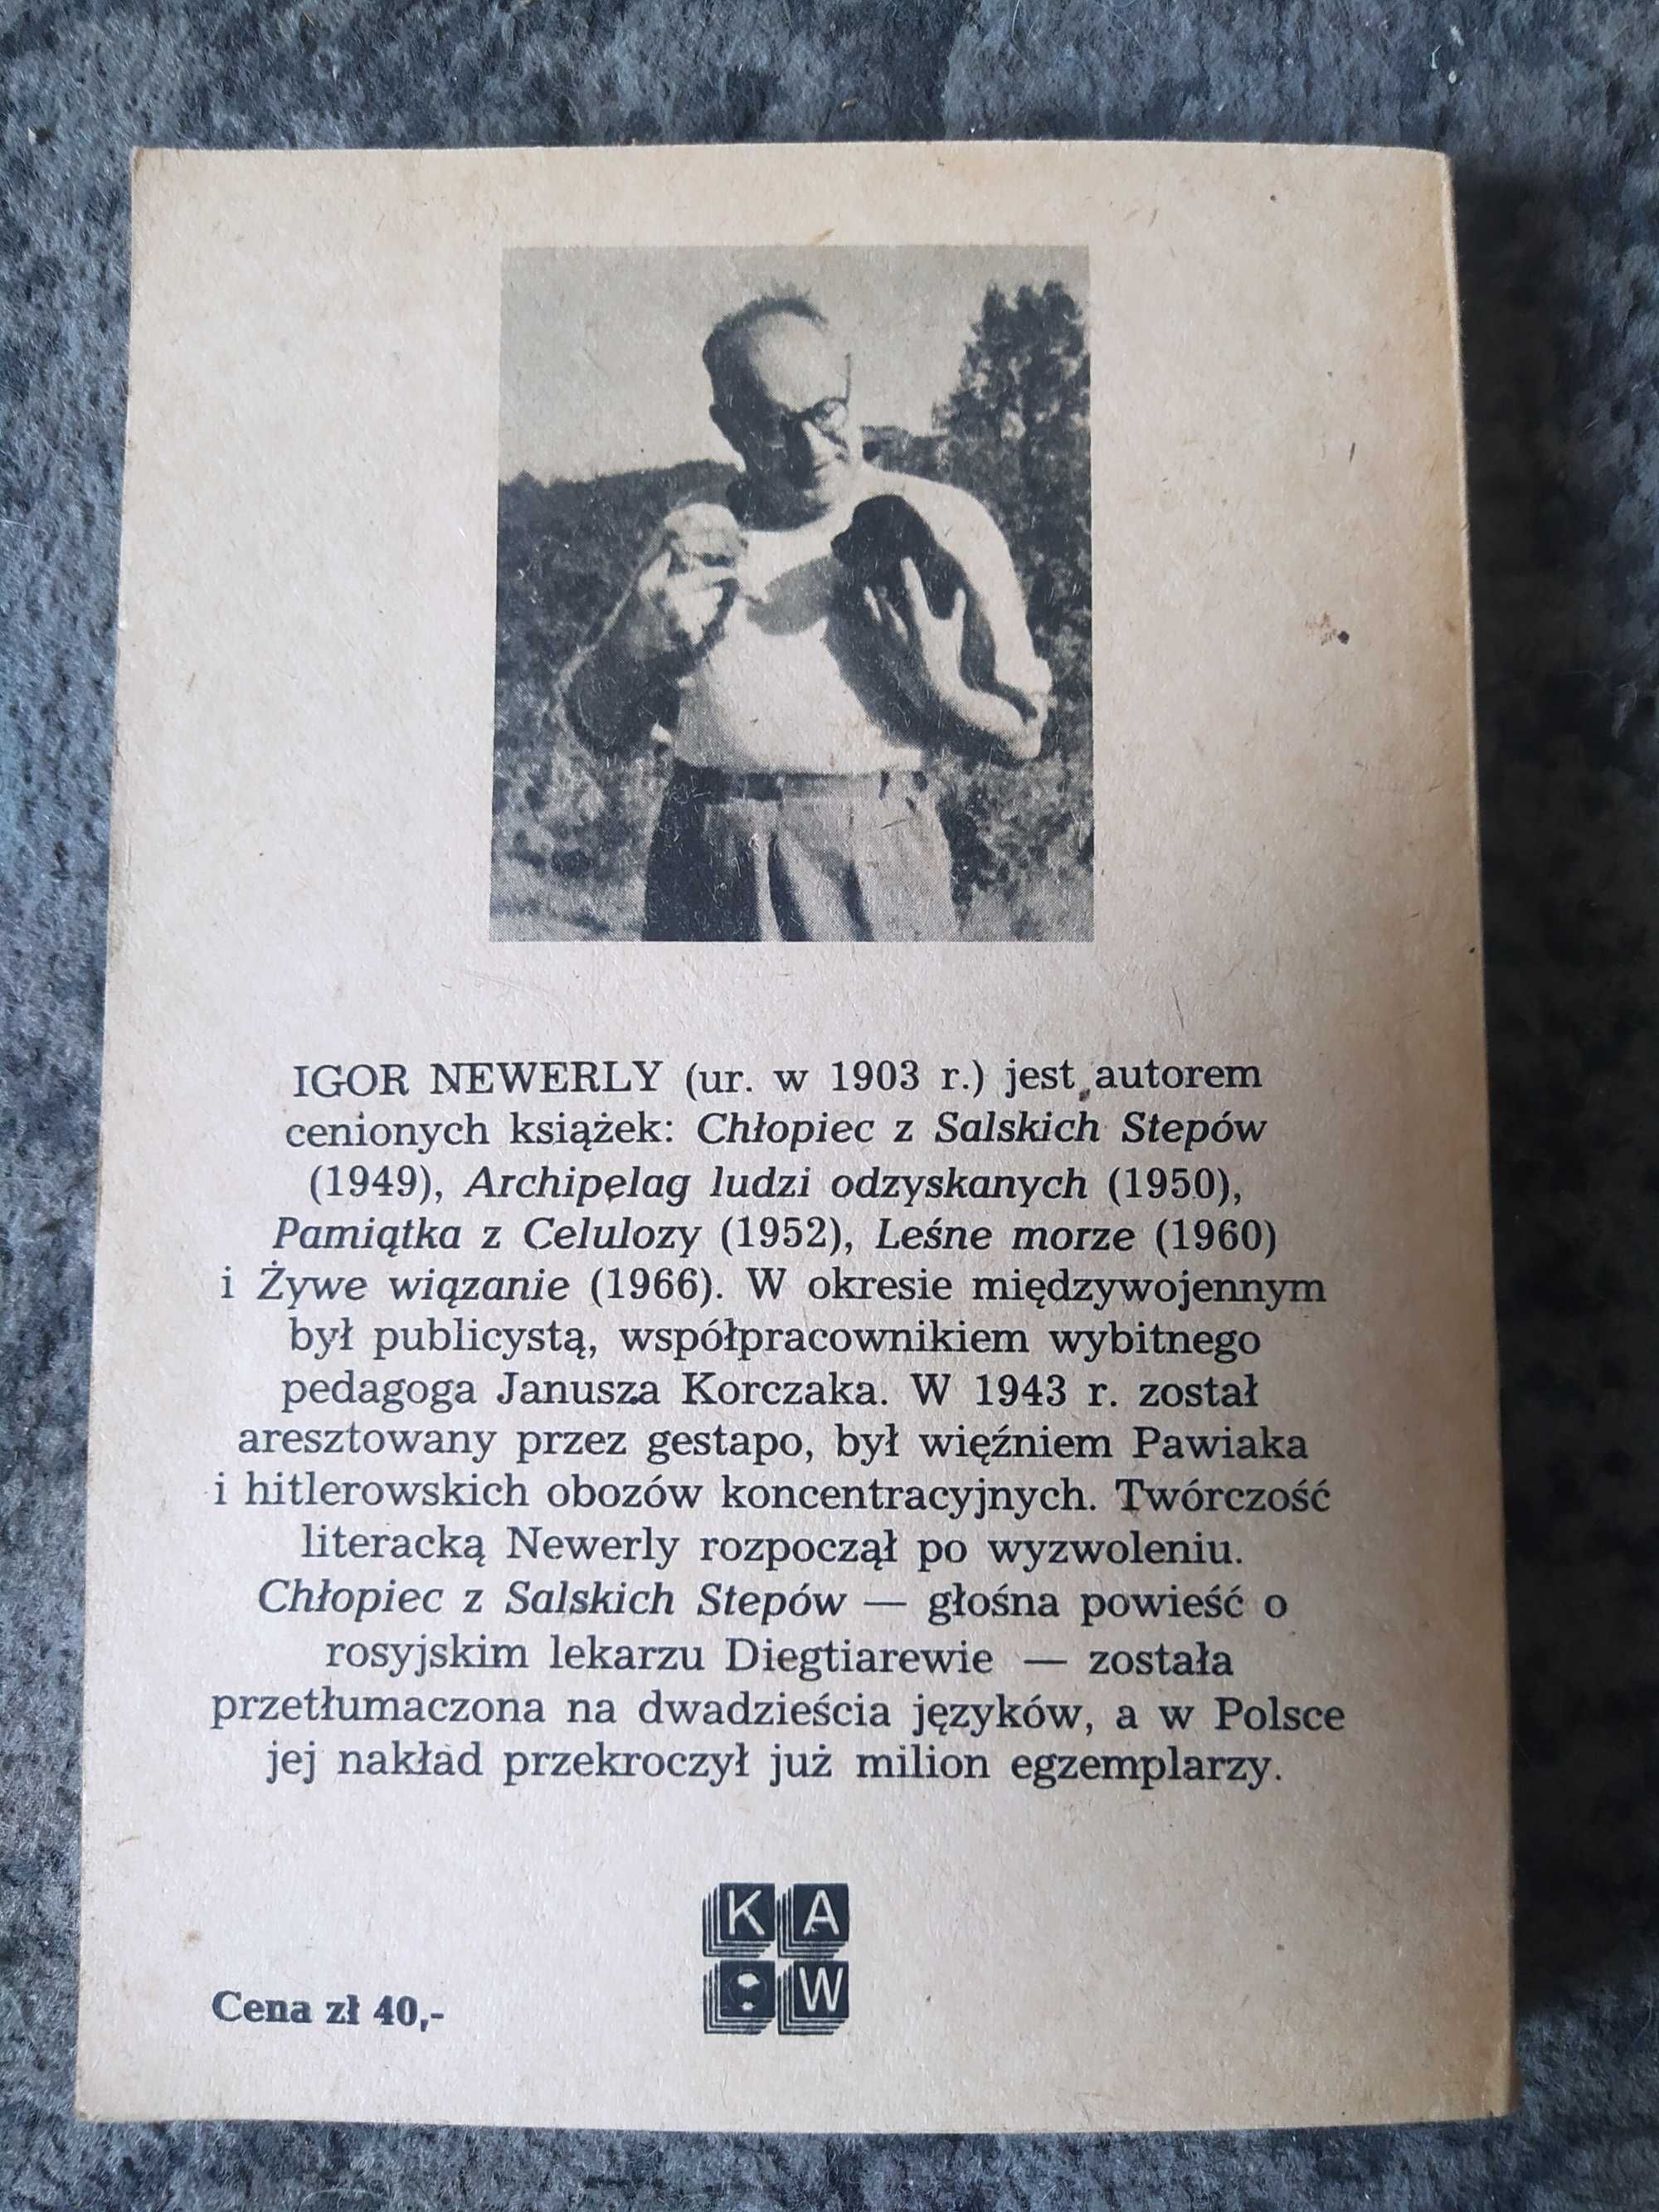 IGOR NEWERLY (ur. w 1903 r.) jest autorem
cenionych książek: Chłopiec z Salskich Stepów
(1949), Archipelag ludzi odzyskanych (1950),
Pamiątka z Celulozy (1952), Leśne morze (1960)
i Żywe wiązanie (1966). W okresie międzywojennym
był publicystą, współpracownikiem wybitnego
pedagoga Janusza Korczaka. W 1943 r. został
aresztowany przez gestapo, był więźniem Pawiaka
i hitlerowskich obozów koncentracyjnych. Twórczość
literacką Newerly rozpoczął po wyzwoleniu.
Chłopiec z Salskich Stepów — głośna powieść o
rosyjskim lekarzu Diegtiarewie — została
przetłumaczona na dwadzieścia języków, a w Polsce
jej nakład przekroczył już milion egzemplarzy.
K A
W
Cena zł 40,-